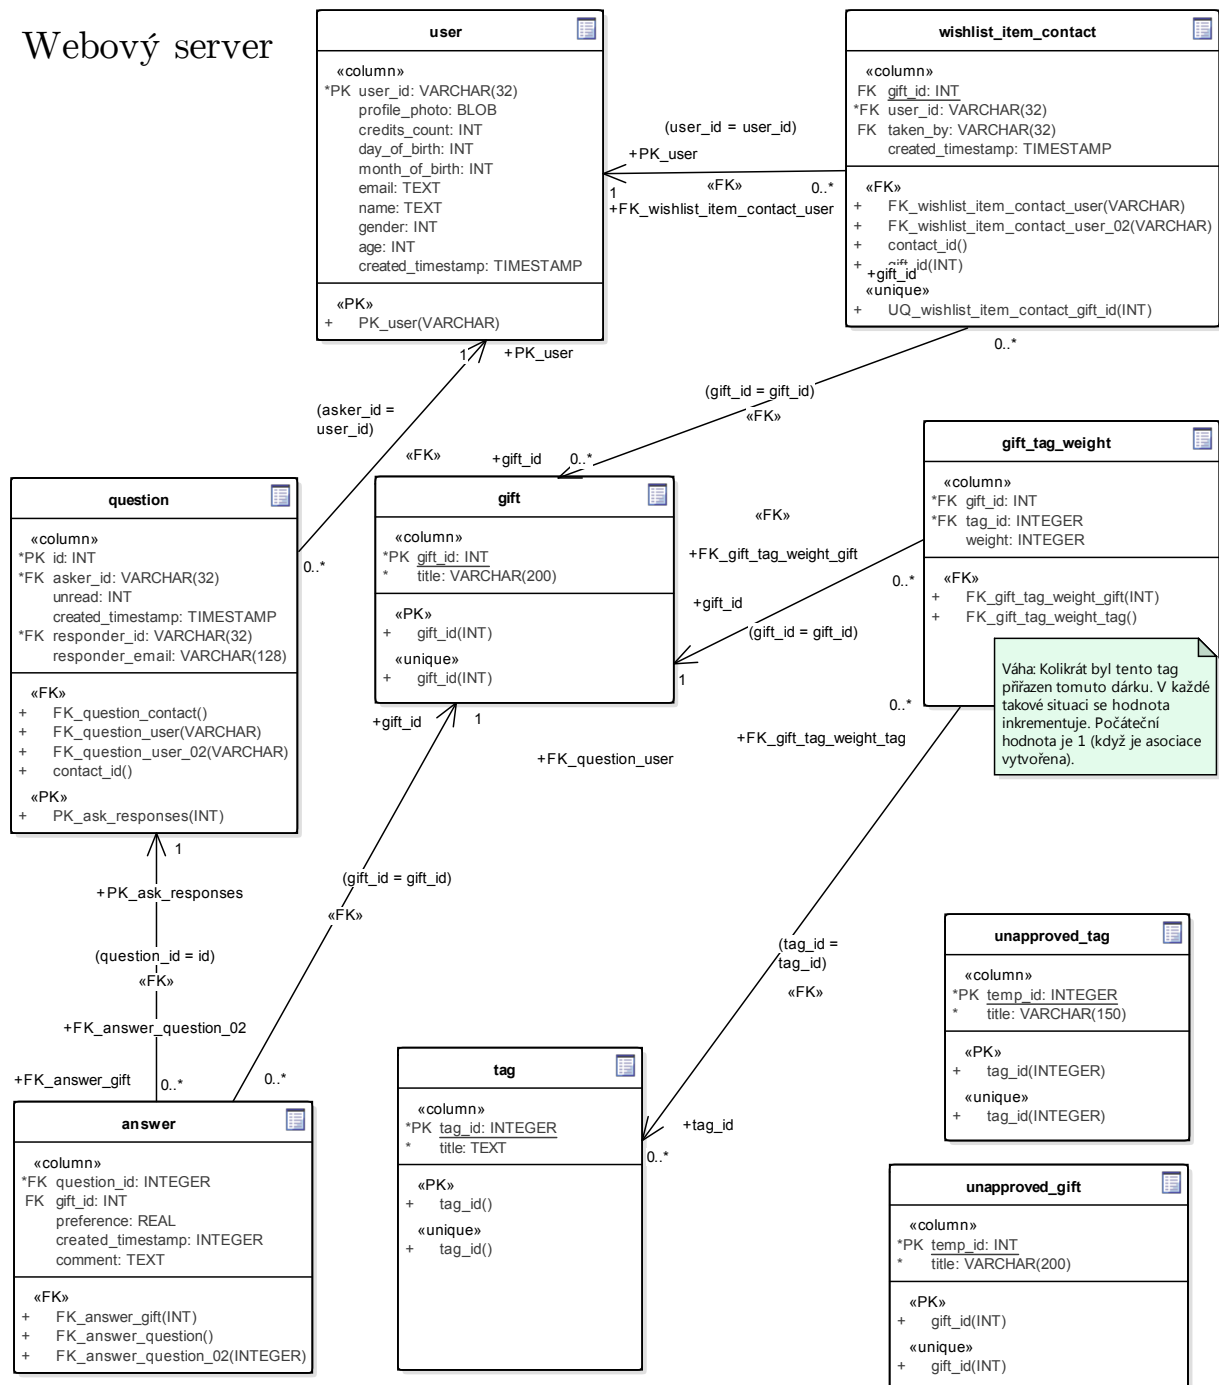 Webový server
user
«column»
*PK user_id: VARCHAR(32)
profile_photo: BLOB
credits_count: INT
day_of_birth: INT
month_of_birth: INT
email: TEXT
name: TEXT
gender: INT
age: INT
created_timestamp: TIMESTAMP
«PK»
+ PK_user(VARCHAR)
wishlist_item_contact
«column»
FK gift_id: INT
*FK user_id: VARCHAR(32)
FK taken_by: VARCHAR(32)
created_timestamp: TIMESTAMP
«FK»
+ FK_wishlist_item_contact_user(VARCHAR)
+ FK_wishlist_item_contact_user_02(VARCHAR)
+ contact_id()
+ gift_id(INT)
+gift_id
«unique»
+ UQ_wishlist_item_contact_gift_id(INT)
(user_id = user_id)
+PK_user
«FK»
0..*
1
+FK_wishlist_item_contact_user
1
+PK_user
(asker_id =
user_id)
«FK»
0..*
0..*
(gift_id = gift_id)
«FK»
+gift_id
0..*
question
«column»
*PK id: INT
*FK asker_id: VARCHAR(32)
unread: INT
created_timestamp: TIMESTAMP
*FK responder_id: VARCHAR(32)
responder_email: VARCHAR(128)
«FK»
+ FK_question_contact()
+ FK_question_user(VARCHAR)
+ FK_question_user_02(VARCHAR)
+ contact_id()
«PK»
+ PK_ask_responses(INT)
gift
«column»
*PK gift_id: INT
* title: VARCHAR(200)
«PK»
+ gift_id(INT)
«unique»
+ gift_id(INT)
gift_tag_weight
«column»
*FK gift_id: INT
*FK tag_id: INTEGER
weight: INTEGER
«FK»
+ FK_gift_tag_weight_gift(INT)
+ FK_gift_tag_weight_tag()
Váha: Kolikrát byl tento tag
přiřazen tomuto dárku. V každé
takové situaci se hodnota
inkrementuje. Počáteční
hodnota je 1 (když je asociace
vytvořena).
«FK»
+FK_gift_tag_weight_gift
0..*
+gift_id
(gift_id = gift_id)
1
0..*
+FK_gift_tag_weight_tag
+gift_id
1
+FK_question_user
1
+PK_ask_responses
(question_id = id)
«FK»
+FK_answer_question_02
+FK_answer_gift
0..*
(gift_id = gift_id)
«FK»
0..*
(tag_id =
tag_id)
«FK»
+tag_id
0..*
answer
«column»
*FK question_id: INTEGER
FK gift_id: INT
preference: REAL
created_timestamp: INTEGER
comment: TEXT
«FK»
+ FK_answer_gift(INT)
+ FK_answer_question()
+ FK_answer_question_02(INTEGER)
tag
«column»
*PK tag_id: INTEGER
* title: TEXT
«PK»
+ tag_id()
«unique»
+ tag_id()
unapproved_tag
«column»
*PK temp_id: INTEGER
* title: VARCHAR(150)
«PK»
+ tag_id(INTEGER)
«unique»
+ tag_id(INTEGER)
unapproved_gift
«column»
*PK temp_id: INT
* title: VARCHAR(200)
«PK»
+ gift_id(INT)
«unique»
+ gift_id(INT)